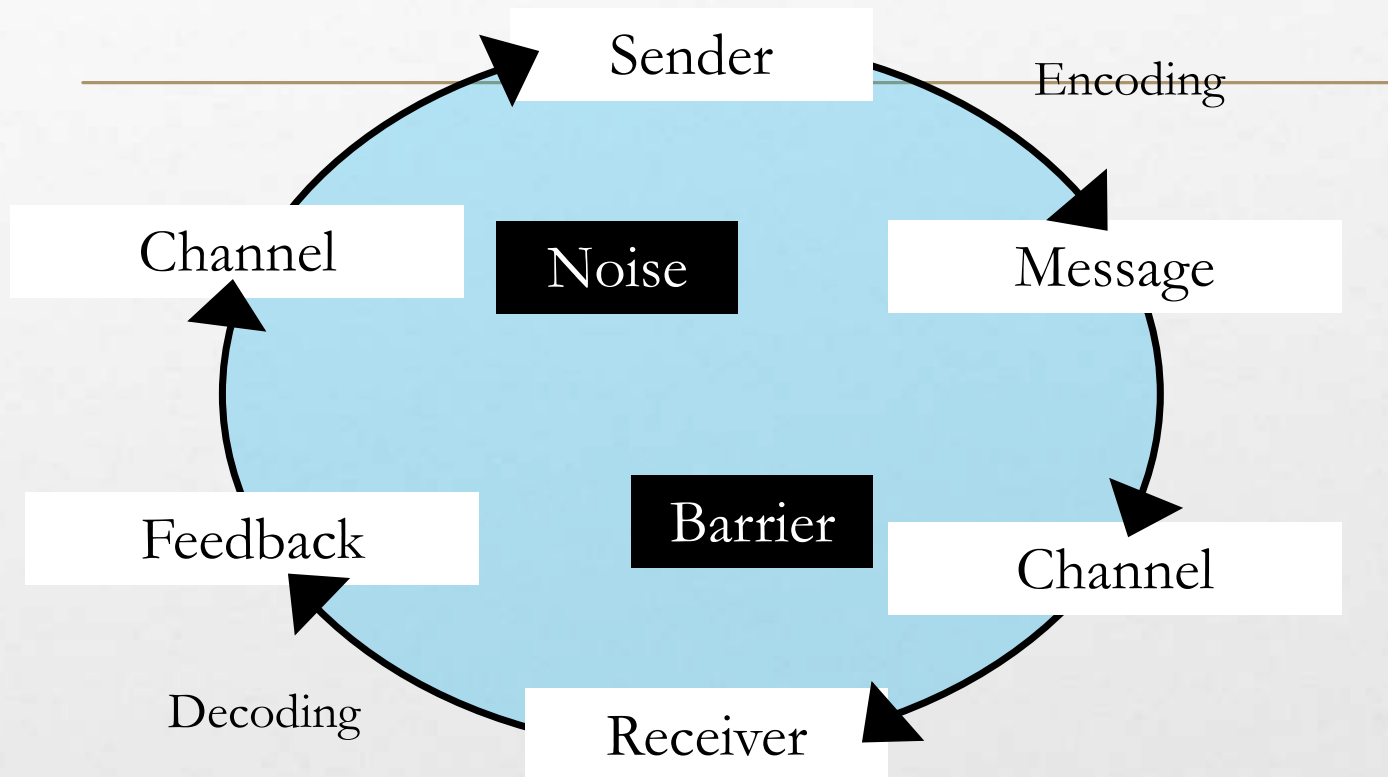 Sender
Encoding
Channel
Noise
Message
Barrier
Feedback
Channel
Decoding
Receiver